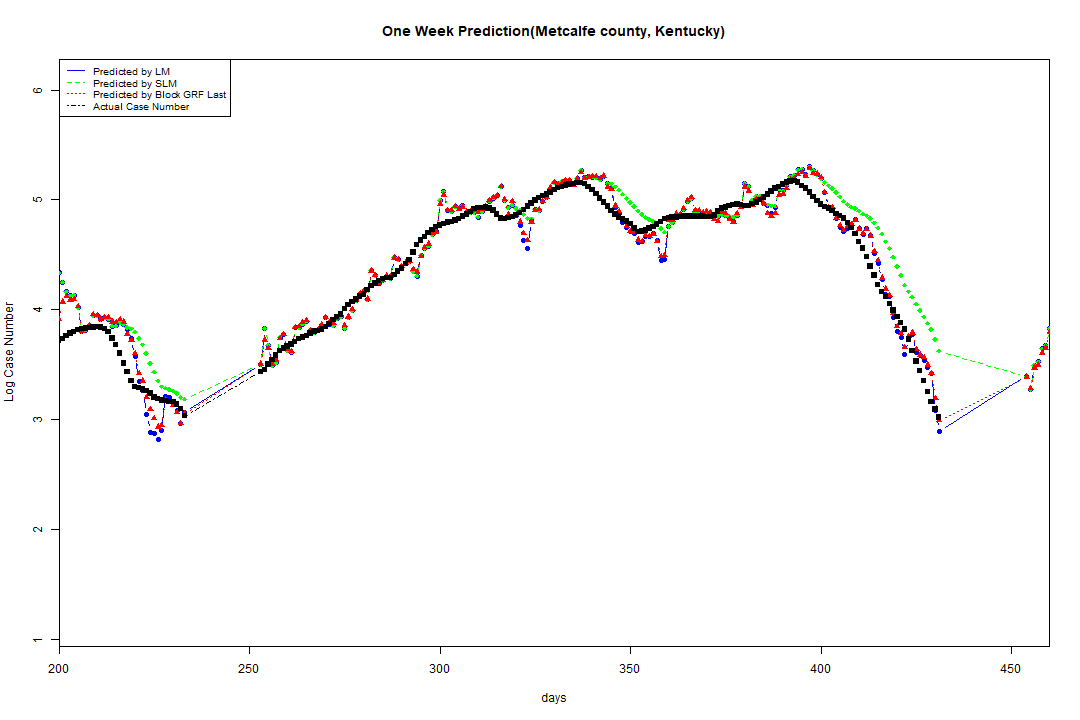 One Week Prediction(Metcalfe county, Kentucky)
Predicted by LM
Predicted by SLM
Predicted by Block GRF Last
Actual Case Number
6
5
4
3
2
1
Log Case Number
200 250 300 350 400 450
days